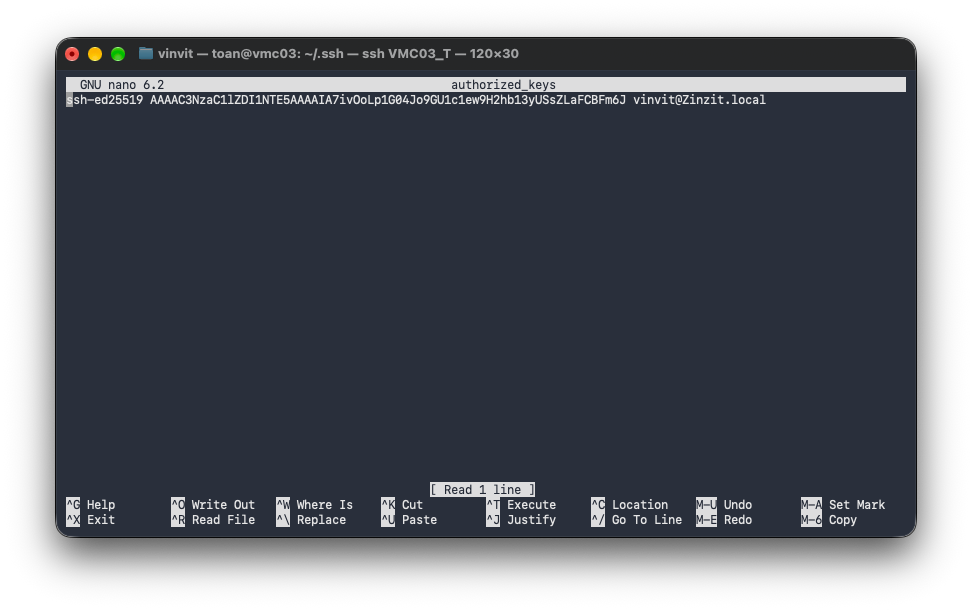 vinvit — toan@vmc03: ~/.ssh — ssh VMC03_T — 120×30
GNU nano 6.2 authorized_keys
ssh-ed25519 AAAAC3NzaC1lZDI1NTE5AAAAIA7ivOoLp1G04Jo9GU1c1ew9H2hb13yUSsZLaFCBFm6J vinvit@Zinzit.local
[ Read 1 line ]
^G Help ^O Write Out ^W Where Is ^K Cut ^T Execute ^C Location M-U Undo M-A Set Mark
^X Exit ^R Read File ^\ Replace ^U Paste ^J Justify ^/ Go To Line M-E Redo M-6 Copy